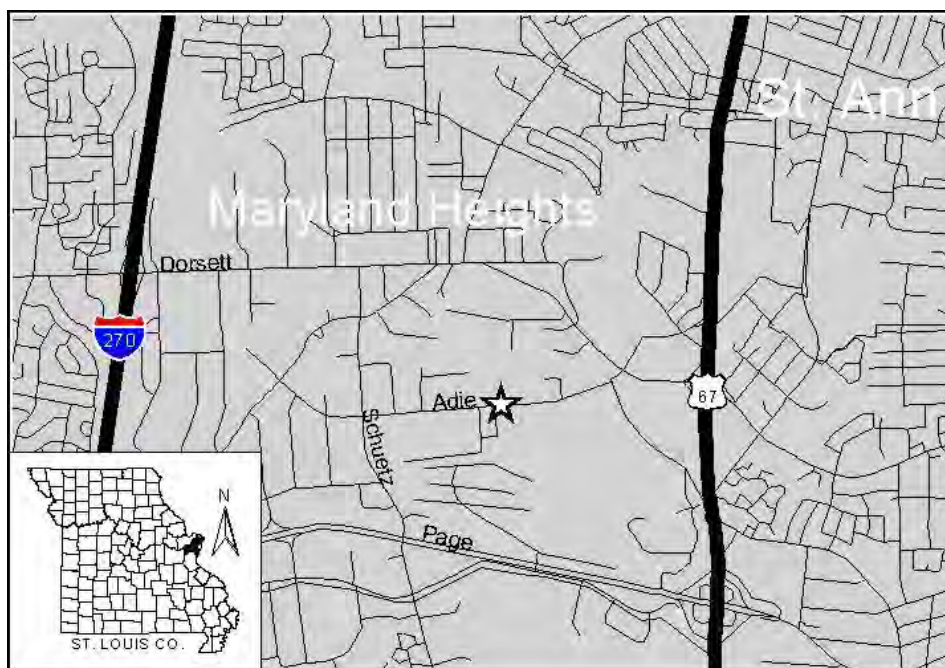 St. Ann
Maryland Heights
Dorsett
270
67
Adie
Schuetz
Page
N
ST. LOUIS CO.